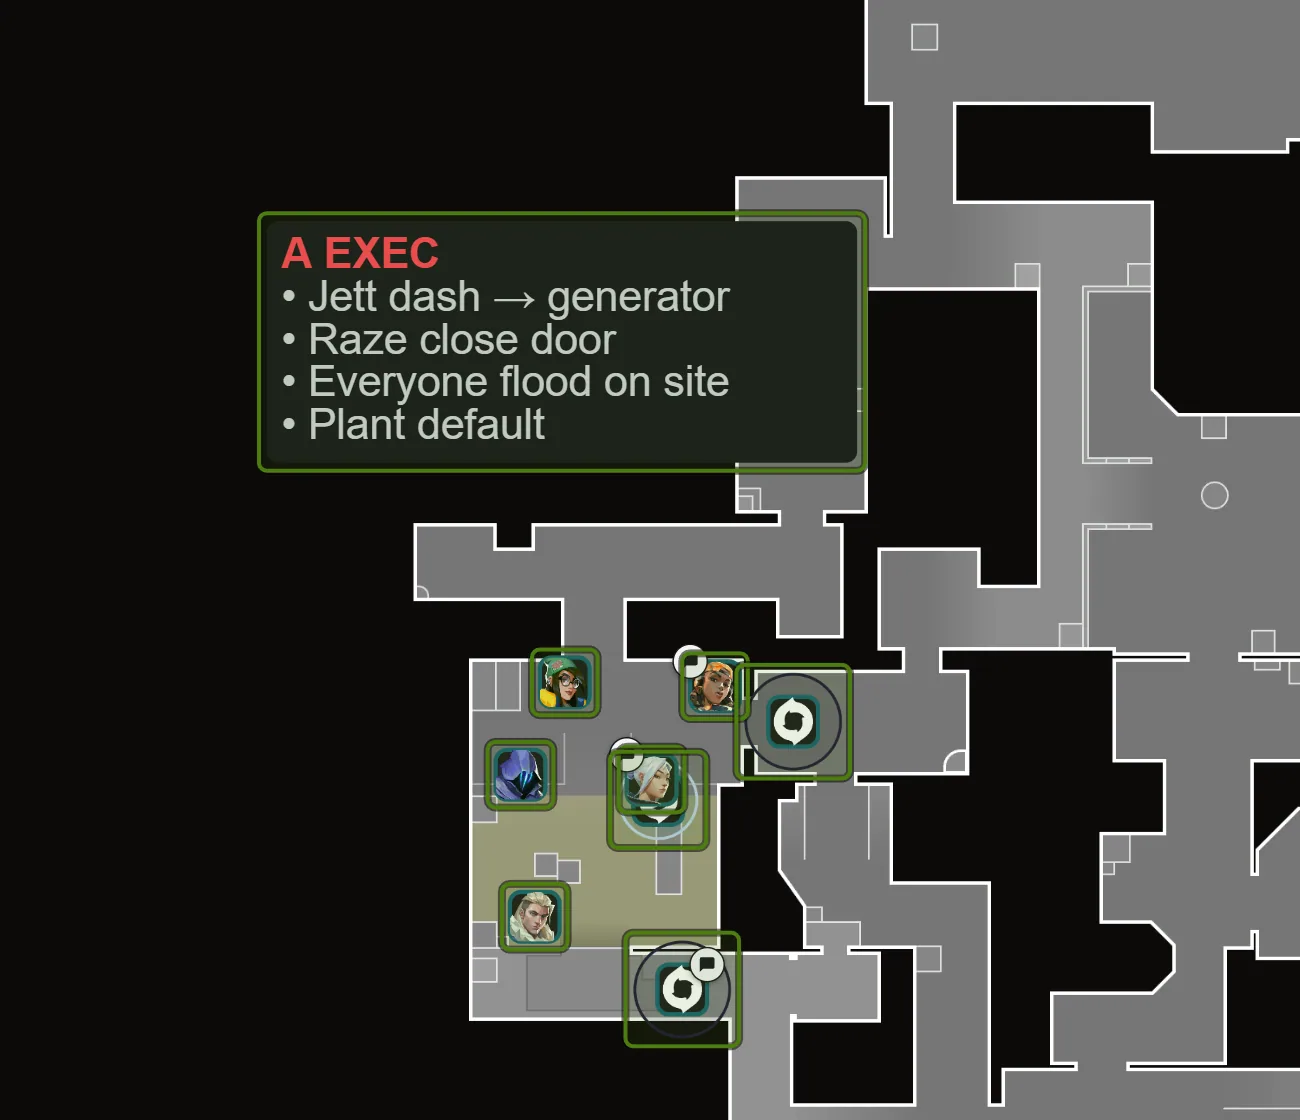 A EXEC
• Jett dash → generator
• Raze close door
• Everyone flood on site
• Plant default